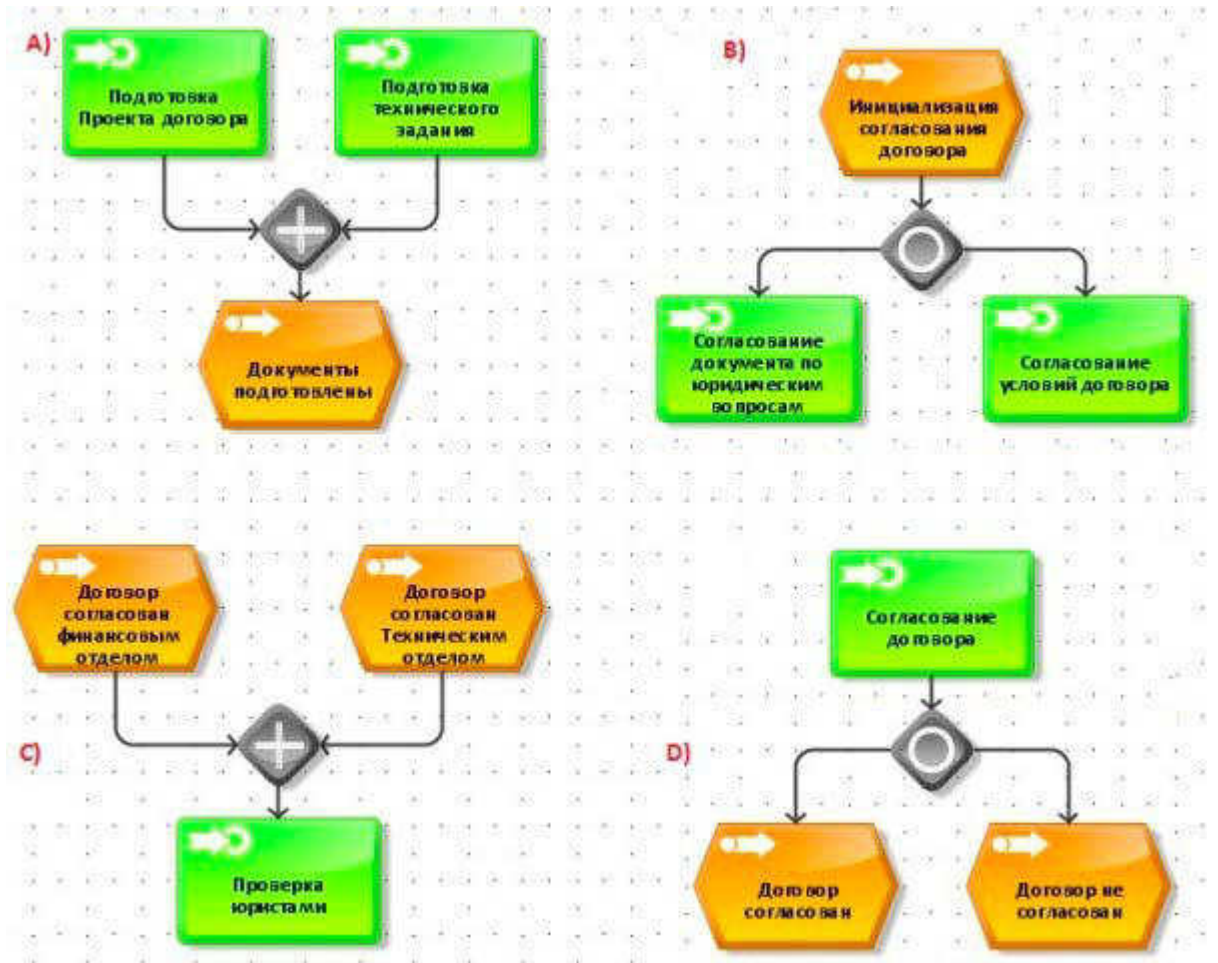 A)
Подготовка
Проекта договора
Подготовка
технического
задания
Документы
подготовлены
B)
Инициализация
согласования
договора
Согласование
документа по
юридическим
вопросам
Согласование
условий договора
C)
Договор
согласован
финансовым
отделом
Договор
согласован
Техническим
отделом
Проверка
юристами
D)
Согласование
договора
Договор
согласован
Договор не
согласован